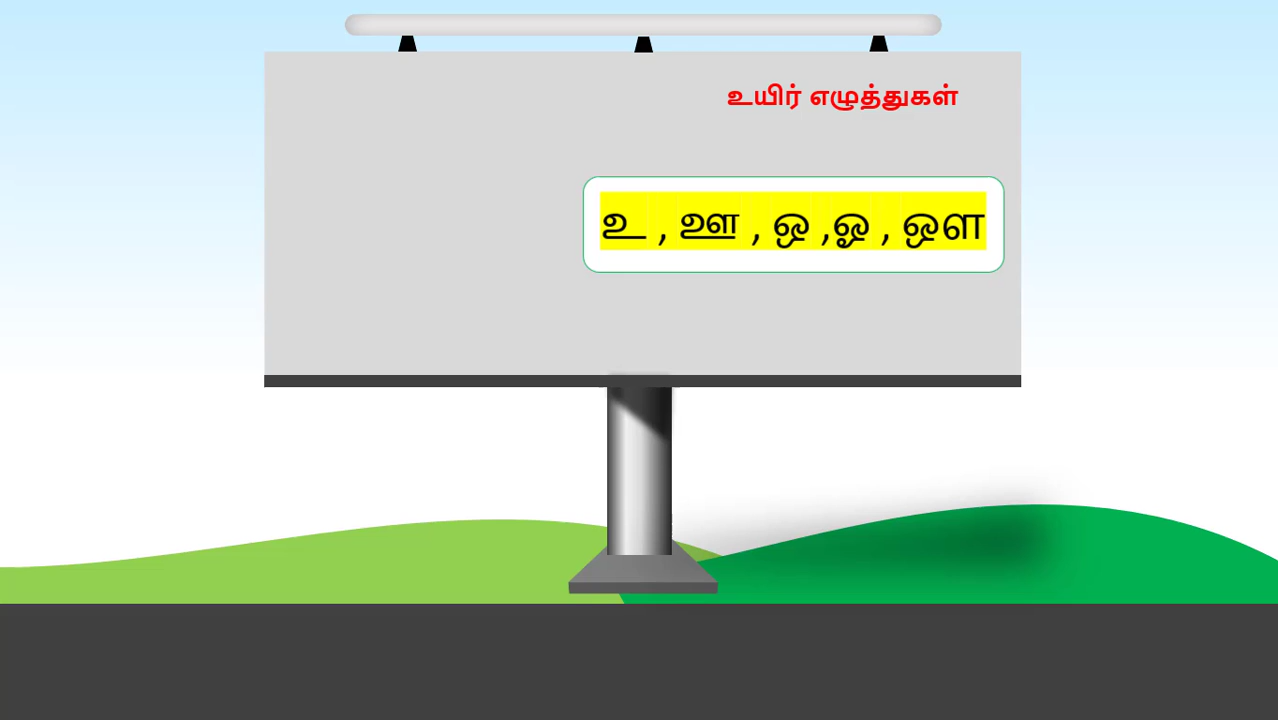 உயிர் எழுத்துகள்
உ , ஊ , ஒ ,ஓ , ஔ